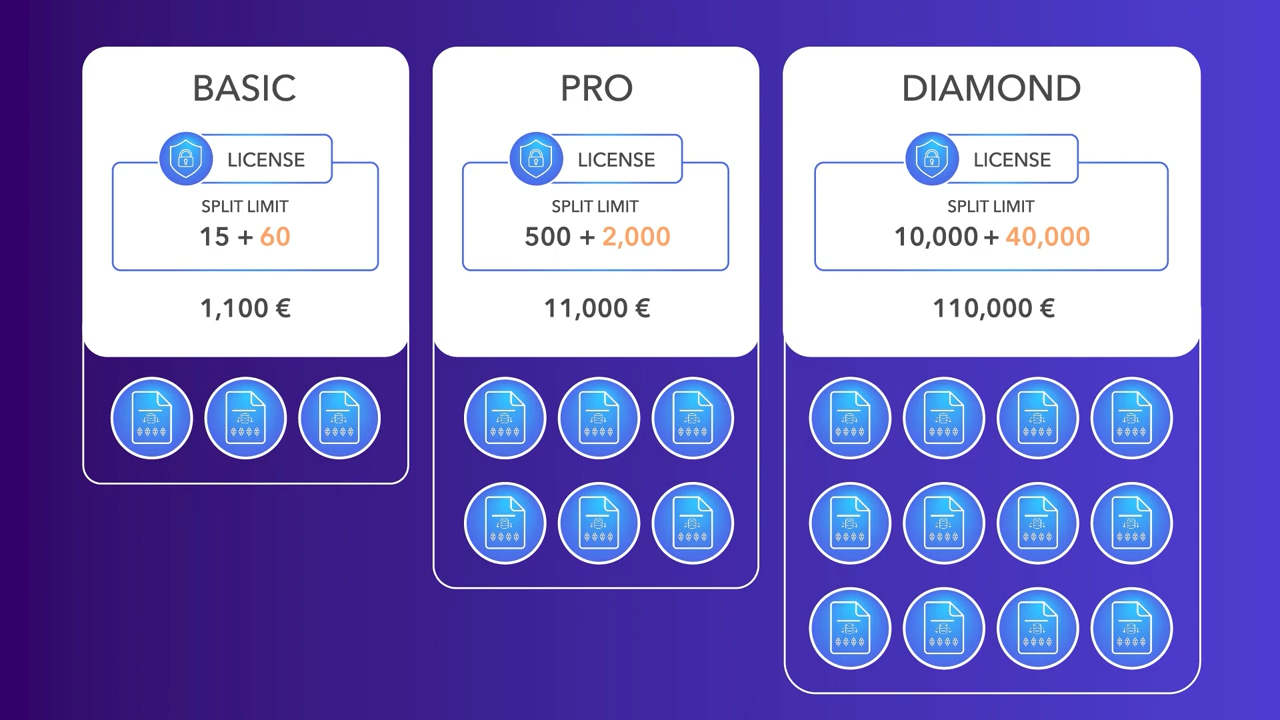 BASIC
LICENSE
SPLIT LIMIT
15 + 60
1,100 €
PRO
LICENSE
SPLIT LIMIT
500 + 2,000
11,000 €
DIAMOND
LICENSE
SPLIT LIMIT
10,000 + 40,000
110,000 €